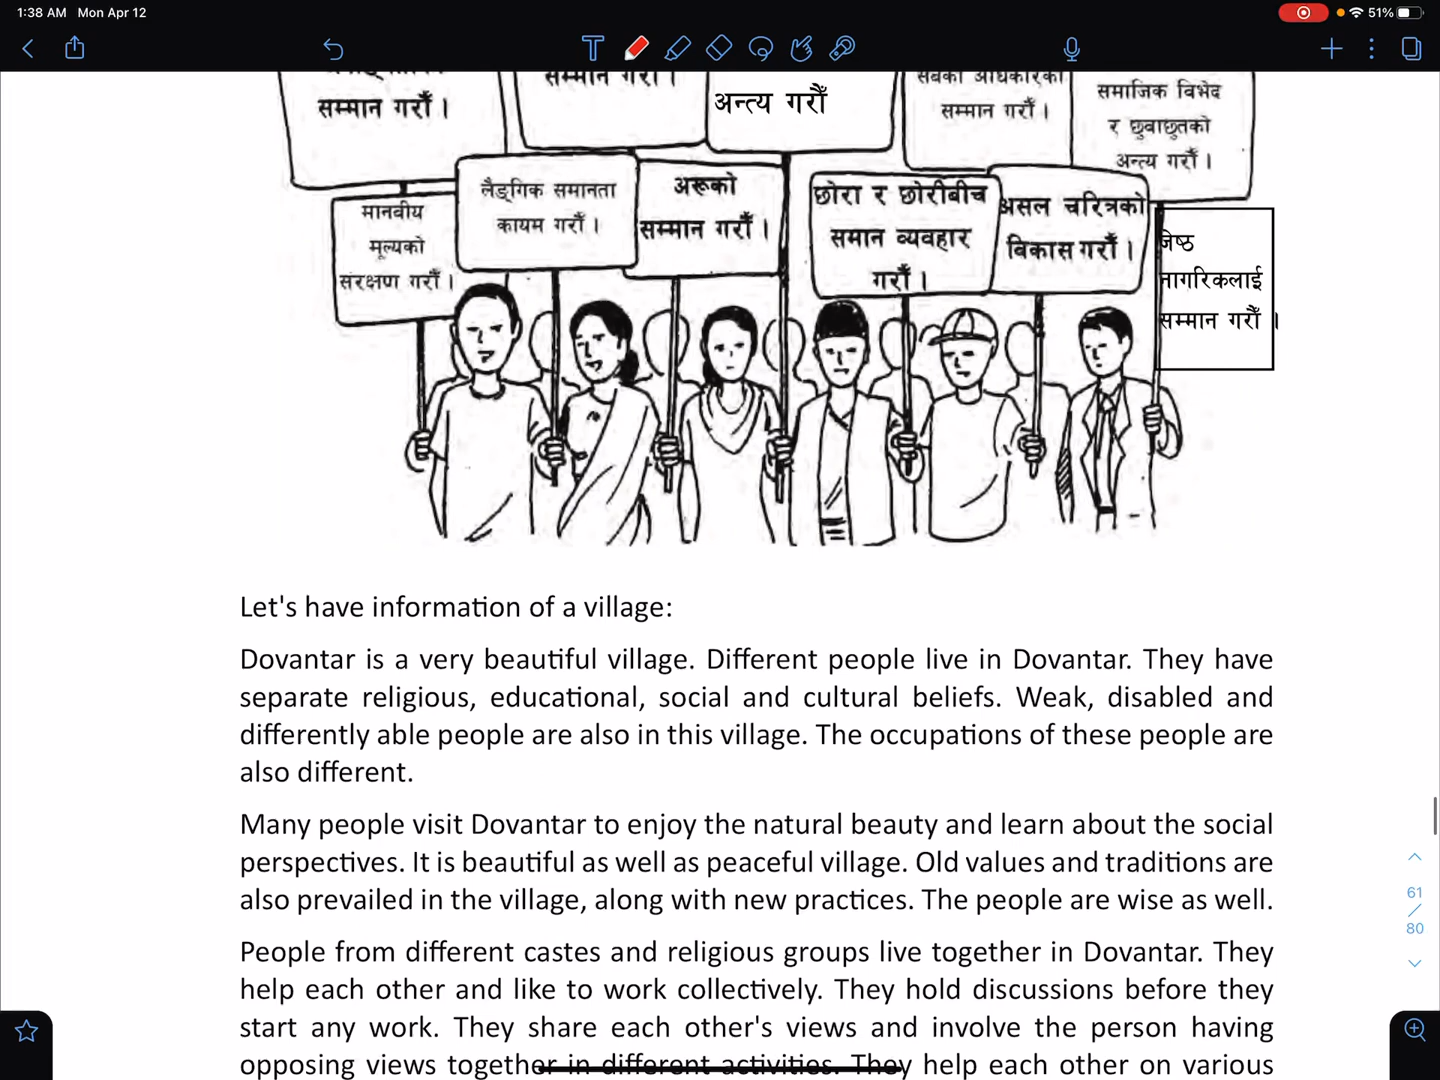 1:38 AM Mon Apr 12
51%
सम्मान गरौँ ।
सम्मान गरौँ ।
अन्त्य गरौँ
सबको अधिकारको
सम्मान गरौँ ।
समाजिक विभेद
र छुवाछुतको
अन्त्य गरौँ ।
मानवीय
मूल्यको
संरक्षण गरौँ ।
लैङ्गिक समानता
कायम गरौँ ।
अरूको
सम्मान गरौँ ।
छोरा र छोरीबीच
समान व्यवहार
गरौँ ।
असल चरित्रको
विकास गरौँ ।
जेष्ठ
नागरिकलाई
सम्मान गरौँ ।
Let's have information of a village:
Dovantar is a very beautiful village. Different people live in Dovantar. They have
separate religious, educational, social and cultural beliefs. Weak, disabled and
differently able people are also in this village. The occupations of these people are
also different.
Many people visit Dovantar to enjoy the natural beauty and learn about the social
perspectives. It is beautiful as well as peaceful village. Old values and traditions are
also prevailed in the village, along with new practices. The people are wise as well.
People from different castes and religious groups live together in Dovantar. They
help each other and like to work collectively. They hold discussions before they
start any work. They share each other's views and involve the person having
opposing views together in different activities. They help each other on various
61
/
80